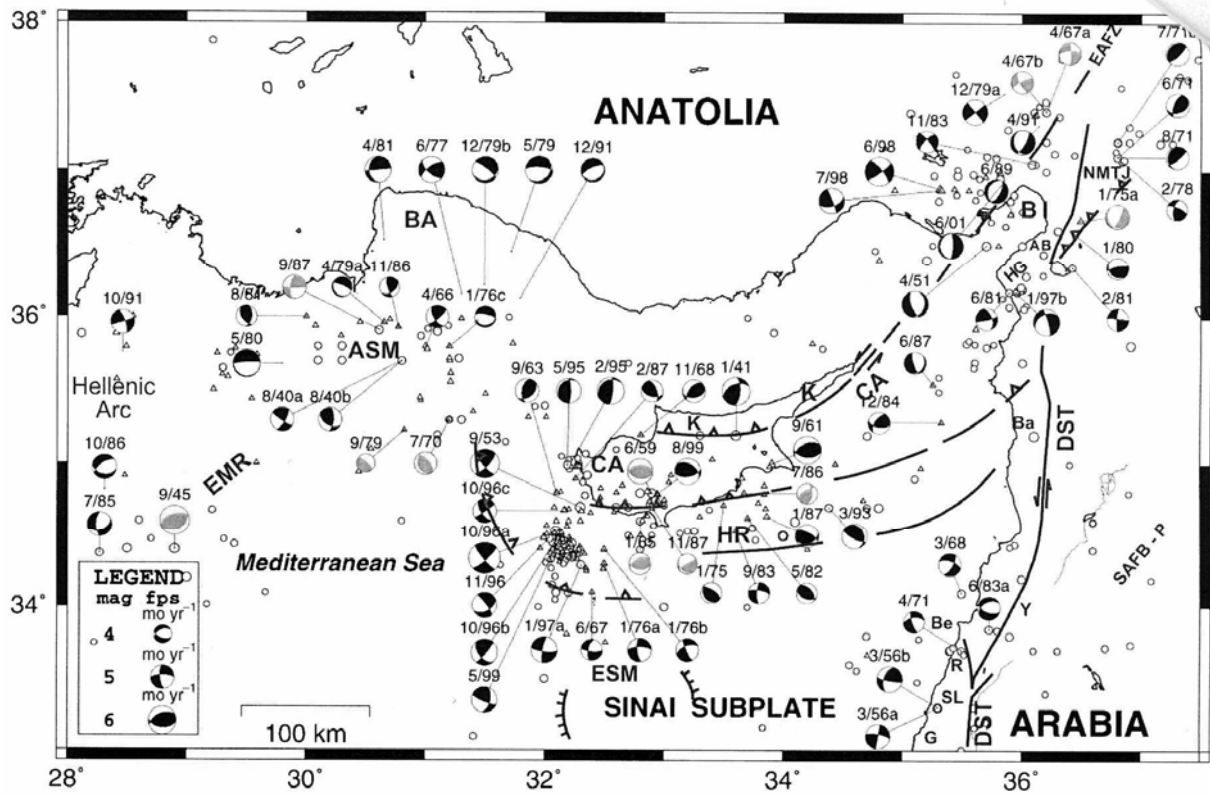 38˚
37˚
36˚
35˚
34˚
28˚
30˚
32˚
34˚
36˚
ANATOLIA
4/67a
7/71b
4/67b
EAFZ
12/79a
6/71
11/83
4/91
4/81
6/77
12/79b
5/79
12/91
6/98
8/71
7/98
6/89
NMTJ
2/78
BA
1/75a
B
6/01
AB
9/87
4/79a
11/86
HG
1/80
10/91
4/66
1/76c
4/51
6/81
1/97b
2/81
5/80
ASM
6/87
Hellenic
Arc
9/63
5/95
2/95
2/87
11/68
1/41
K
CA
8/40a
8/40b
K
12/84
Ba
DST
10/86
9/79
7/70
9/53
CA
6/59
8/99
9/61
EMR
7/86
7/85
9/45
10/96c
HR
1/87
3/93
10/96a
1/85
11/87
SAFB - P
Mediterranean Sea
3/68
LEGEND
mag fps
11/96
1/75
9/83
5/82
6/83a
mo yr⁻¹
4
4/71
Be
Y
mo yr⁻¹
5
10/96b
1/97a
6/67
1/76a
1/76b
R
3/56b
mo yr⁻¹
6
5/99
ESM
SL
100 km
SINAI SUBPLATE
ARABIA
3/56a
G
DST